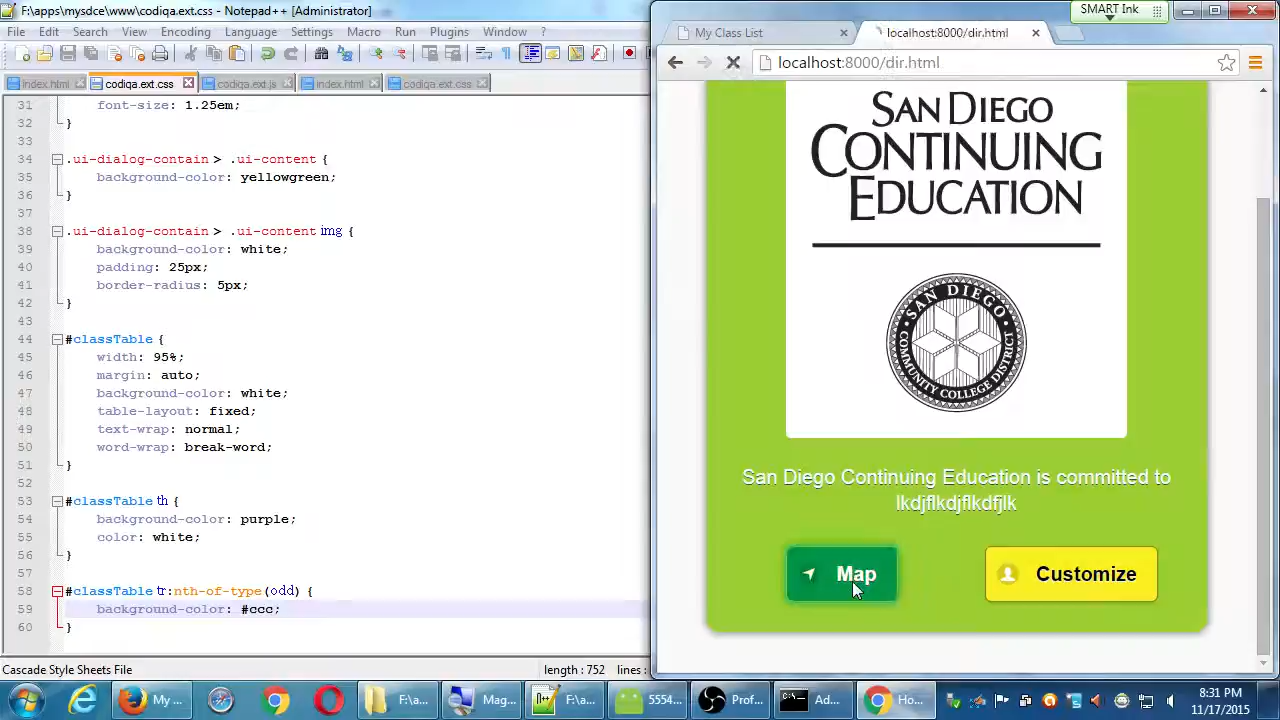 F:\apps\mysdce\www\codiqa.ext.css - Notepad++ [Administrator]
File Edit Search View Encoding Language Settings Macro Run Plugins Window ?
index.html codiqa.ext.css codiqa.ext.js index.html codiqa.ext.css
31 font-size: 1.25em;
32 }
33
34 .ui-dialog-contain > .ui-content {
35 background-color: yellowgreen;
36 }
37
38 .ui-dialog-contain > .ui-content img {
39 background-color: white;
40 padding: 25px;
41 border-radius: 5px;
42 }
43
44 #classTable {
45 width: 95%;
46 margin: auto;
47 background-color: white;
48 table-layout: fixed;
49 text-wrap: normal;
50 word-wrap: break-word;
51 }
52
53 #classTable th {
54 background-color: purple;
55 color: white;
56 }
57
58 #classTable tr:nth-of-type(odd) {
59 background-color: #ccc;
60 }
Cascade Style Sheets File length : 752 lines :
SMART Ink
My Class List localhost:8000/dir.html
localhost:8000/dir.html
SAN DIEGO
CONTINUING
EDUCATION
SAN DIEGO
COMMUNITY COLLEGE DISTRICT
San Diego Continuing Education is committed to
lkdjflkdjflkdfjlk
Map Customize
My ... F:\a... Mag... F:\a... 5554... Prof... Ad... Ho...
8:31 PM
11/17/2015